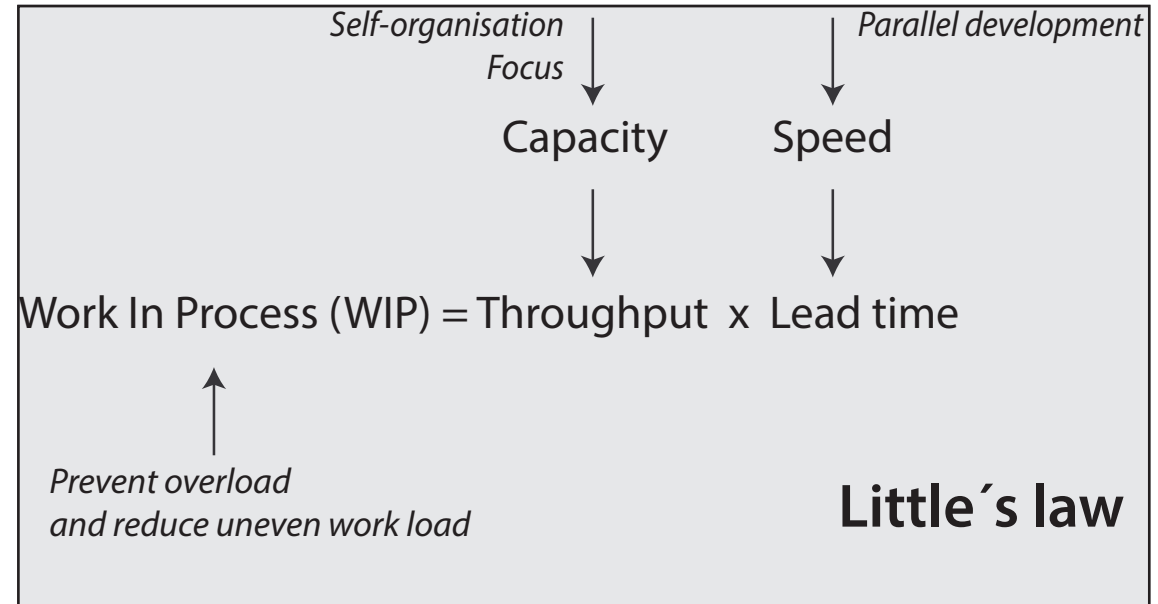 Self-organisation
Parallel development
Focus
Capacity
Speed
Work In Process (WIP) = Throughput x Lead time
Prevent overload
and reduce uneven work load
Little´s law